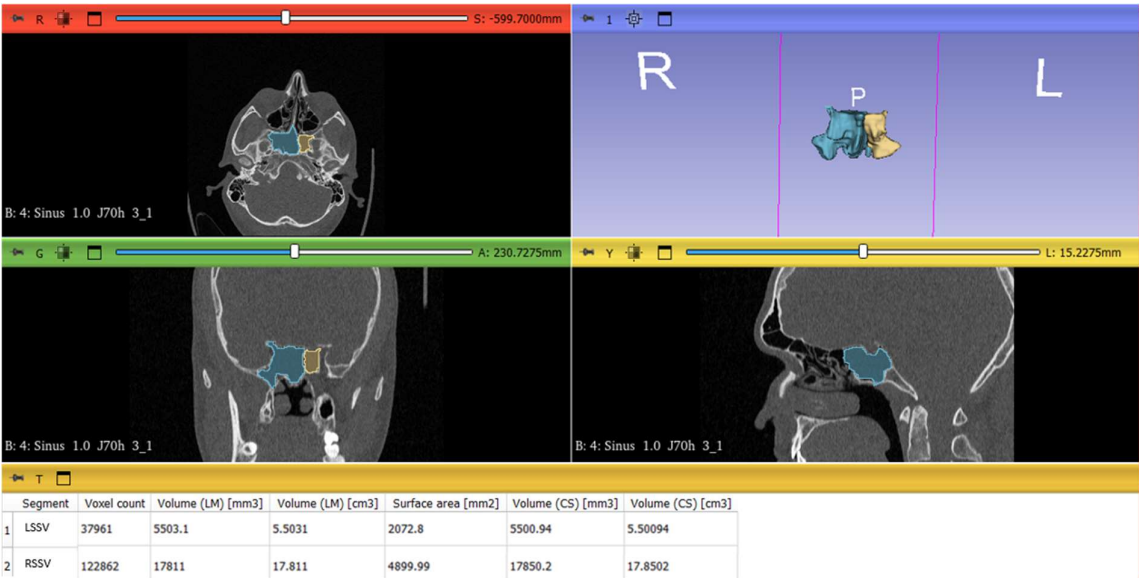 R S: -599.7000mm
1
R L
P
B: 4: Sinus 1.0 J70h 3_1
G A: 230.7275mm
Y L: 15.2275mm
B: 4: Sinus 1.0 J70h 3_1
B: 4: Sinus 1.0 J70h 3_1
T
Segment Voxel count Volume (LM) [mm3] Volume (LM) [cm3] Surface area [mm2] Volume (CS) [mm3] Volume (CS) [cm3]
1 LSSV 37961 5503.1 5.5031 2072.8 5500.94 5.50094
2 RSSV 122862 17811 17.811 4899.99 17850.2 17.8502